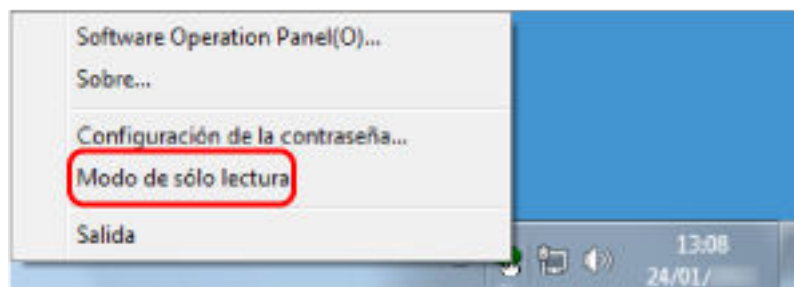 Software Operation Panel(O)...
Sobre...
Configuración de la contraseña...
Modo de sólo lectura
Salida
13:08
24/01/